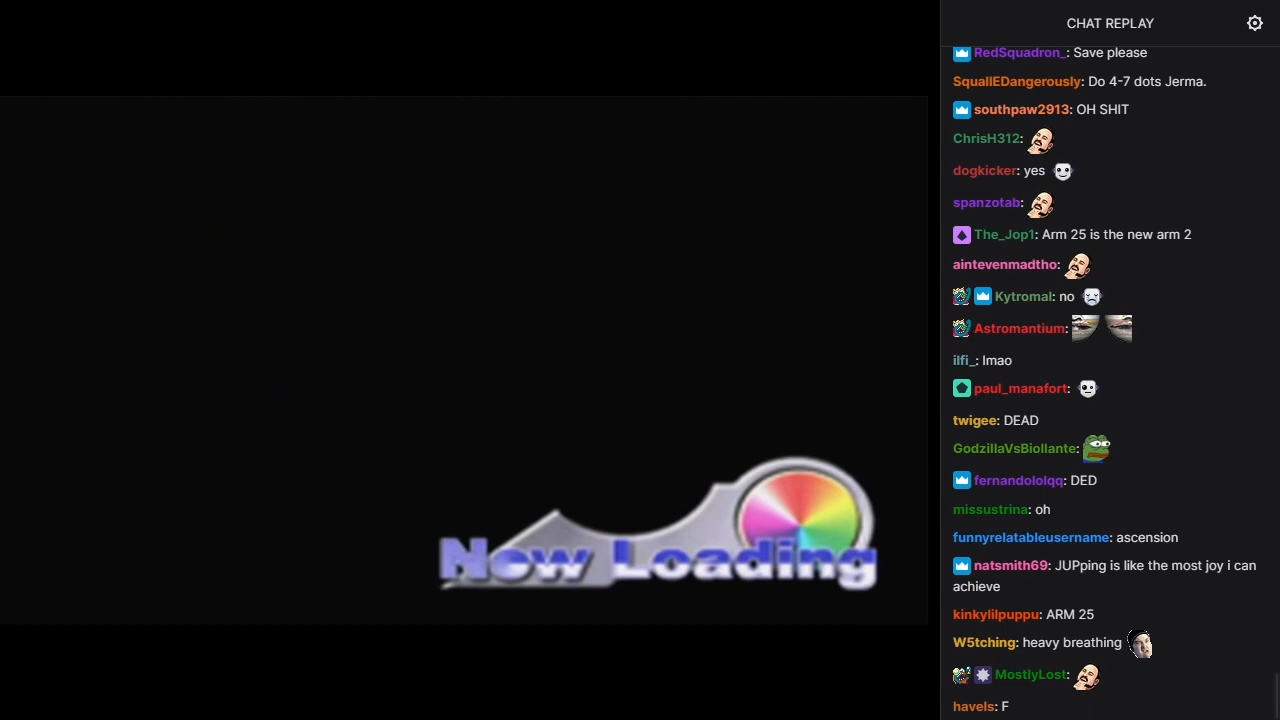 CHAT REPLAY
RedSquadron_: Save please
SquallEDangerously: Do 4-7 dots Jerma.
southpaw2913: OH SHIT
ChrisH312:
dogkicker: yes
spanzotab:
The_Jop1: Arm 25 is the new arm 2
aintevenmadtho:
Kytromal: no
Astromantium:
ilfi_: lmao
paul_manafort:
twigee: DEAD
GodzillaVsBiollante:
fernandololqq: DED
missustrina: oh
funnyrelatableusername: ascension
natsmith69: JUPping is like the most joy i can
achieve
kinkylilpuppu: ARM 25
W5tching: heavy breathing
MostlyLost:
havels: F
Now Loading